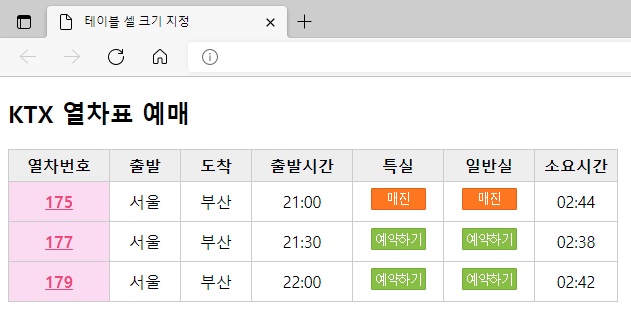 테이블 셀 크기 지정
KTX 열차표 예매
열차번호 출발 도착 출발시간 특실 일반실 소요시간
175 서울 부산 21:00 매진 매진 02:44
177 서울 부산 21:30 예약하기 예약하기 02:38
179 서울 부산 22:00 예약하기 예약하기 02:42